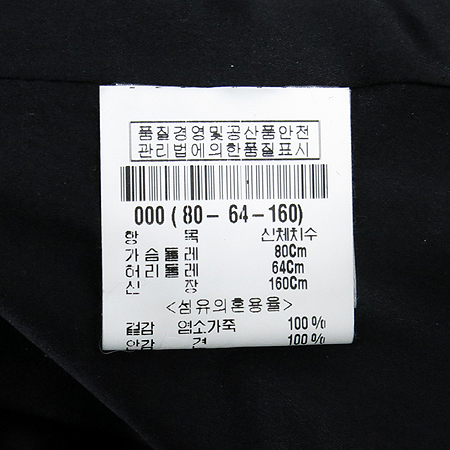 품질경영및공산품안전
관리법에의한품질표시
000 (80-64-160)
항 목 신체치수
가슴둘레 80Cm
허리둘레 64Cm
신 장 160Cm
<섬유의혼용율>
겉감 염소가죽 100%
안감 견 100%